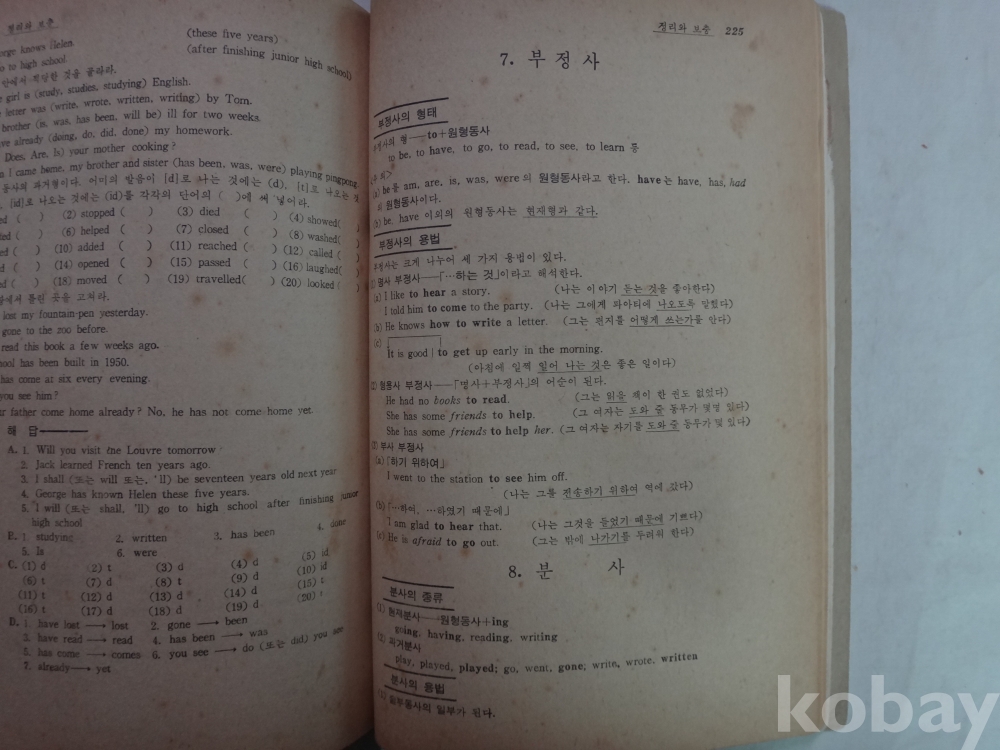 정리와 보충
George knows Helen (these five years)
to high school (after finishing junior high school)
안에서 적당한 것을 골라라.
girl is (study, studies, studying) English.
letter was (write, wrote, written, writing) by Tom.
brother (is, was, has been, will be) ill for two weeks.
already (doing, do, did, done) my homework.
Does, Are, Is) your mother cooking?
I came home, my brother and sister (has been, was, were) playing pingpong.
동사의 과거형이다. 어미의 발음이 [d]로 나는 것에는 (d), [t]로 나오는 것
[id]로 나오는 것에는 (id)를 각각의 단어의 ( )에 써 넣어라.
( ) (2) stopped ( ) (3) died ( ) (4) showed( )
( ) (6) helped ( ) (7) closed ( ) (8) washed( )
( ) (10) added ( ) (11) reached ( ) (12) called ( )
( ) (14) opened ( ) (15) passed ( ) (16) laughed( )
( ) (18) moved ( ) (19) travelled( ) (20) looked ( )
에서 틀린 곳을 고쳐라.
lost my fountain-pen yesterday.
gone to the zoo before.
read this book a few weeks ago.
has been built in 1950.
has come at six every evening.
you see him?
father come home already? No, he has not come home yet.
해 답
A. 1. Will you visit the Louvre tomorrow
2. Jack learned French ten years ago.
3. I shall (또는 will 또는, 'll) be seventeen years old next year
4. George has known Helen these five years.
5. I will (또는 shall, 'll) go to high school after finishing junior
high school
B. 1. studying 2. written 3. has been 4. done
5. Is 6. were
C. (1) d (2) t (3) d (4) d (5) id
(6) t (7) d (8) t (9) d (10) id
(11) t (12) d (13) d (14) d (15) t
(16) t (17) d (18) d (19) d (20) t
D. 1. have lost → lost 2. gone → been
3. have read → read 4. has been → was
5. has come → comes 6. you see → do (또는 did) you see
7. already → yet
정리와 보충 225
7. 부정사
부정사의 형태
부정사의 형—to+원형동사
to be, to have, to go, to read, to see, to learn 등
(a) be을 am, are, is, was, were의 원형동사라고 한다. have는 have, has, had
의 원형동사이다.
(b) be, have 이외의 원형동사는 현재형과 같다.
부정사의 용법
부정사는 크게 나누어 세 가지 용법이 있다.
(1) 명사 부정사—「…하는 것」이라고 해석한다.
(a) I like to hear a story. (나는 이야기 듣는 것을 좋아한다)
I told him to come to the party. (나는 그에게 파아티에 나오도록 말했다)
(b) He knows how to write a letter. (그는 편지를 어떻게 쓰는가를 안다)
(c)
It is good to get up early in the morning.
(아침에 일찍 일어 나는 것은 좋은 일이다)
(2) 형용사 부정사—「명사+부정사」의 어순이 된다.
He had no books to read. (그는 읽을 책이 한 권도 없었다)
She has some friends to help. (그 여자는 도와 줄 동무가 몇몇 있다)
She has some friends to help her. (그 여자는 자기를 도와 줄 동무가 몇 있다)
(3) 부사 부정사
(a) 「하기 위하여」
I went to the station to see him off.
(나는 그를 전송하기 위하여 역에 갔다)
(b) 「…하여, …하였기 때문에」
I am glad to hear that. (나는 그것을 들었기 때문에 기쁘다)
(c) He is afraid to go out. (그는 밖에 나가기를 두려워 한다)
8. 분 사
분사의 종류
(1) 현재분사—원형동사+ing
going, having, reading, writing
(2) 과거분사
play, played, played; go, went, gone; write, wrote, written
분사의 용법
(1) 술부동사의 일부가 된다.
kobay